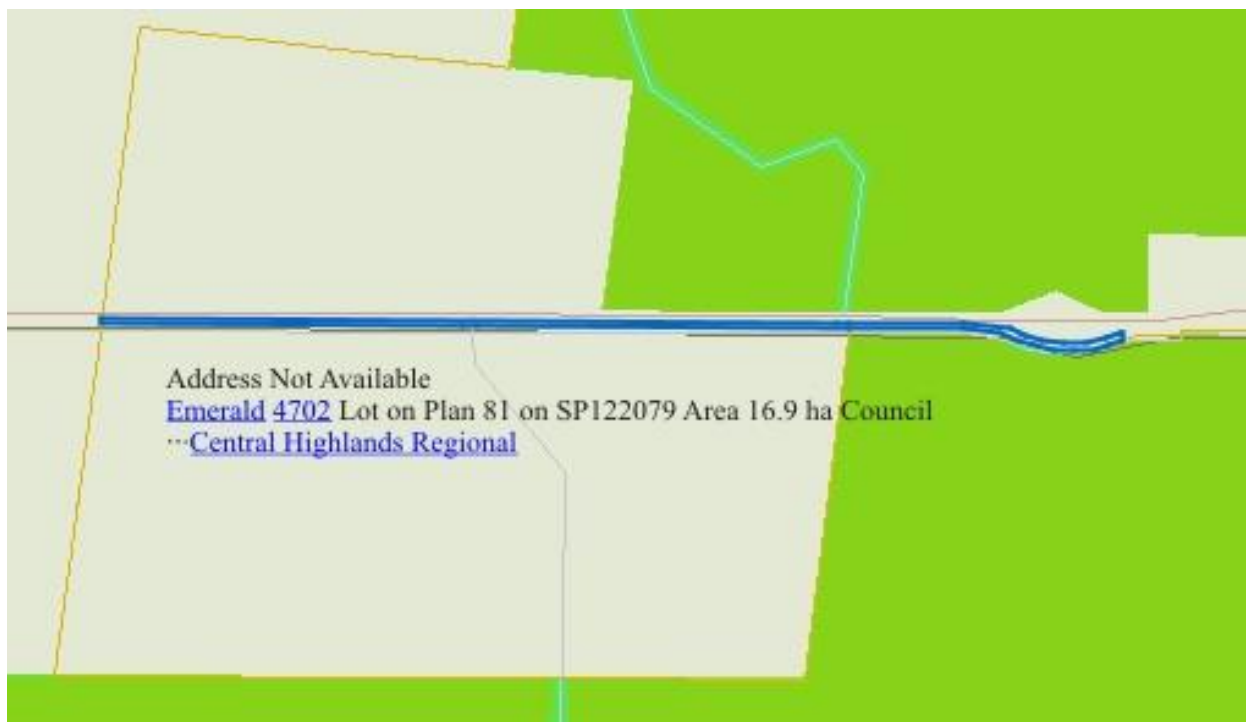 Address Not Available
Emerald 4702 Lot on Plan 81 on SP122079 Area 16.9 ha Council
···Central Highlands Regional